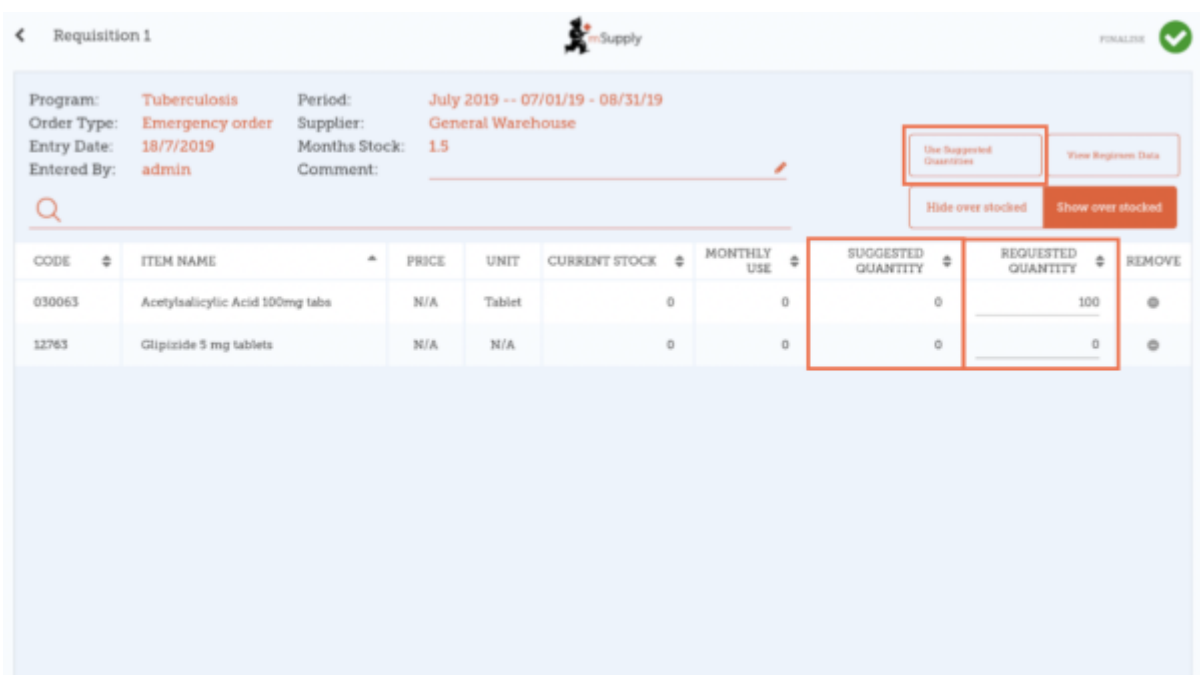 Requisition 1
mSupply
FINALISE
Program: Tuberculosis Period: July 2019 -- 07/01/19 - 08/31/19
Order Type: Emergency order Supplier: General Warehouse
Entry Date: 18/7/2019 Months Stock: 1.5
Entered By: admin Comment:
Use Suggested
Quantities
View Regimen Data
Hide over stocked Show over stocked
CODE ITEM NAME PRICE UNIT CURRENT STOCK MONTHLY USE SUGGESTED QUANTITY REQUESTED QUANTITY REMOVE
030063 Acetylsalicylic Acid 100mg tabs N/A Tablet 0 0 0 100
12763 Glipizide 5 mg tablets N/A N/A 0 0 0 0